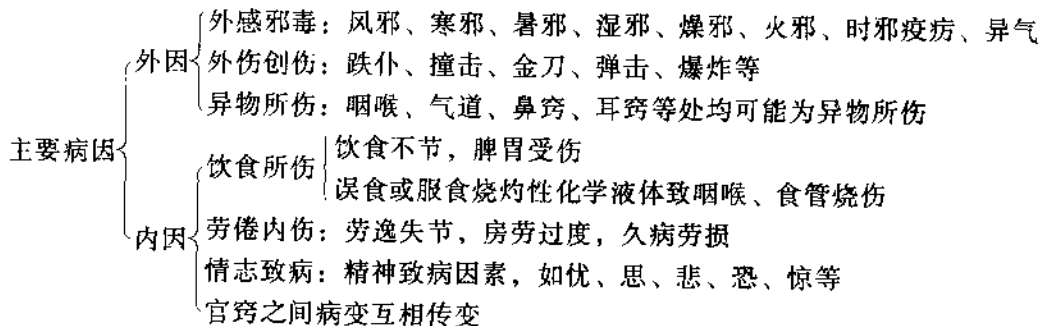 外感邪毒：风邪、寒邪、暑邪、湿邪、燥邪、火邪、时邪疫疠、异气
外因
外伤创伤：跌仆、撞击、金刀、弹击、爆炸等
异物所伤：咽喉、气道、鼻窍、耳窍等处均可能为异物所伤
主要病因
饮食所伤
饮食不节，脾胃受伤
误食或服食烧灼性化学液体致咽喉、食管烧伤
内因
劳倦内伤：劳逸失节，房劳过度，久病劳损
情志致病：精神致病因素，如忧、思、悲、恐、惊等
官窍之间病变互相传变